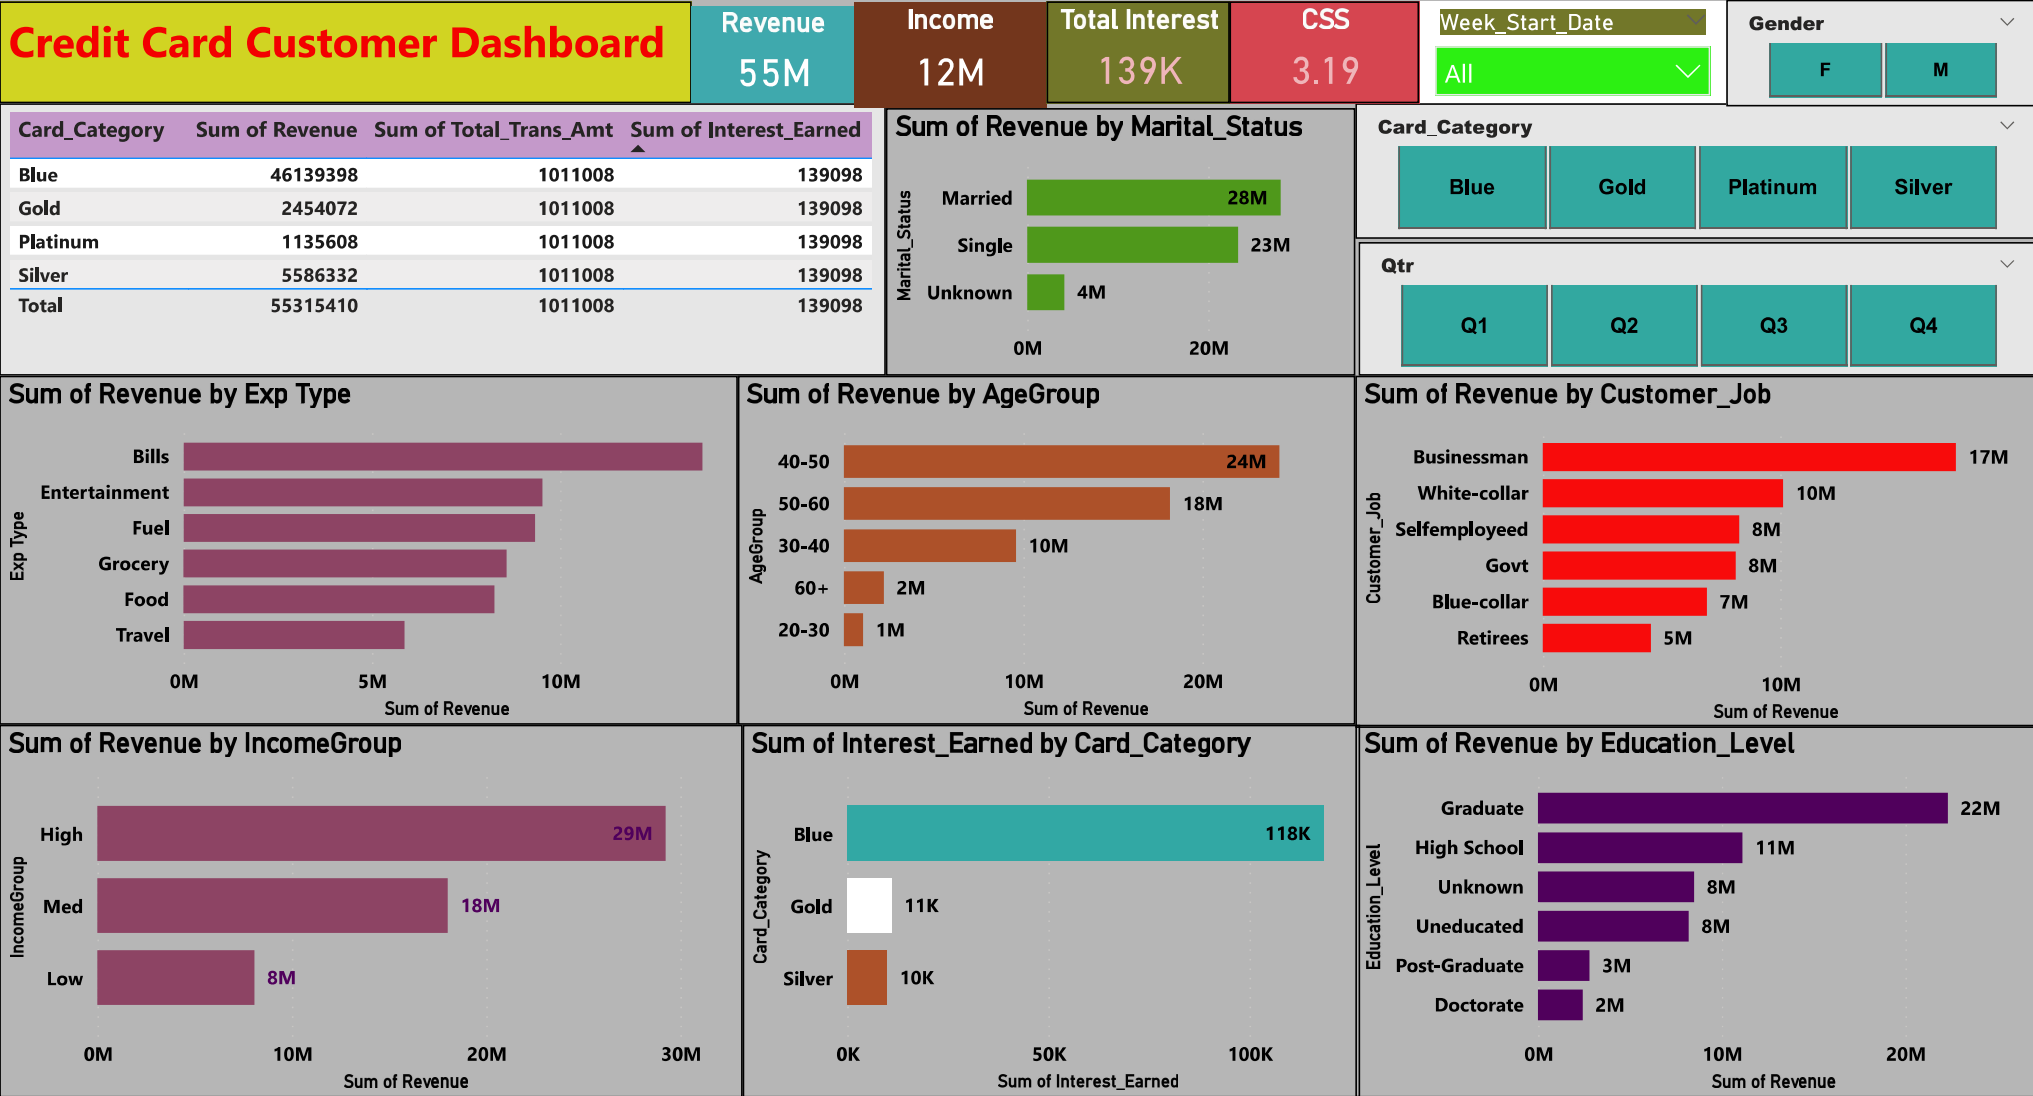 Credit Card Customer Dashboard
Revenue
55M
Income
12M
Total Interest
139K
CSS
3.19
Week_Start_Date
All
Gender
F M
Card_Category Sum of Revenue Sum of Total_Trans_Amt Sum of Interest_Earned
Blue 46139398 1011008 139098
Gold 2454072 1011008 139098
Platinum 1135608 1011008 139098
Silver 5586332 1011008 139098
Total 55315410 1011008 139098
Sum of Revenue by Marital_Status
Marital_Status
Married 28M
Single 23M
Unknown 4M
0M 20M
Card_Category
Blue Gold Platinum Silver
Qtr
Q1 Q2 Q3 Q4
Sum of Revenue by Exp Type
Exp Type
Bills
Entertainment
Fuel
Grocery
Food
Travel
0M 5M 10M
Sum of Revenue
Sum of Revenue by AgeGroup
AgeGroup
40-50 24M
50-60 18M
30-40 10M
60+ 2M
20-30 1M
0M 10M 20M
Sum of Revenue
Sum of Revenue by Customer_Job
Customer_Job
Businessman 17M
White-collar 10M
Selfemployeed 8M
Govt 8M
Blue-collar 7M
Retirees 5M
0M 10M
Sum of Revenue
Sum of Revenue by IncomeGroup
IncomeGroup
High 29M
Med 18M
Low 8M
0M 10M 20M 30M
Sum of Revenue
Sum of Interest_Earned by Card_Category
Card_Category
Blue 118K
Gold 11K
Silver 10K
0K 50K 100K
Sum of Interest_Earned
Sum of Revenue by Education_Level
Education_Level
Graduate 22M
High School 11M
Unknown 8M
Uneducated 8M
Post-Graduate 3M
Doctorate 2M
0M 10M 20M
Sum of Revenue